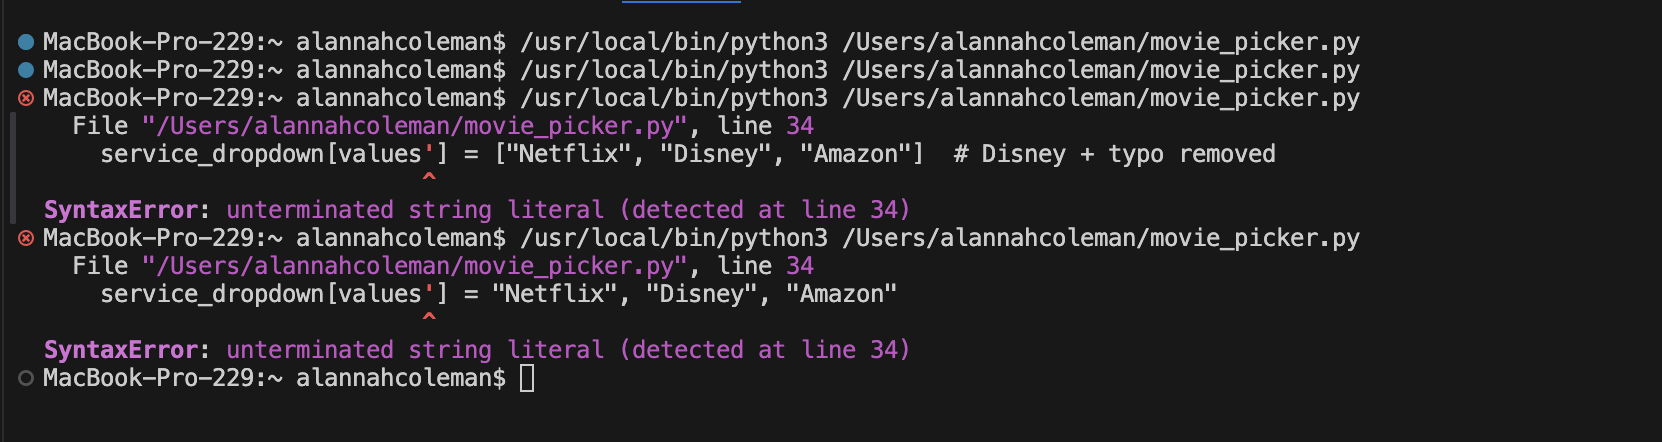 MacBook-Pro-229:~ alannahcoleman$ /usr/local/bin/python3 /Users/alannahcoleman/movie_picker.py
MacBook-Pro-229:~ alannahcoleman$ /usr/local/bin/python3 /Users/alannahcoleman/movie_picker.py
MacBook-Pro-229:~ alannahcoleman$ /usr/local/bin/python3 /Users/alannahcoleman/movie_picker.py
  File "/Users/alannahcoleman/movie_picker.py", line 34
    service_dropdown[values'] = ["Netflix", "Disney", "Amazon"]  # Disney + typo removed
                           ^
SyntaxError: unterminated string literal (detected at line 34)
MacBook-Pro-229:~ alannahcoleman$ /usr/local/bin/python3 /Users/alannahcoleman/movie_picker.py
  File "/Users/alannahcoleman/movie_picker.py", line 34
    service_dropdown[values'] = "Netflix", "Disney", "Amazon"
                           ^
SyntaxError: unterminated string literal (detected at line 34)
MacBook-Pro-229:~ alannahcoleman$